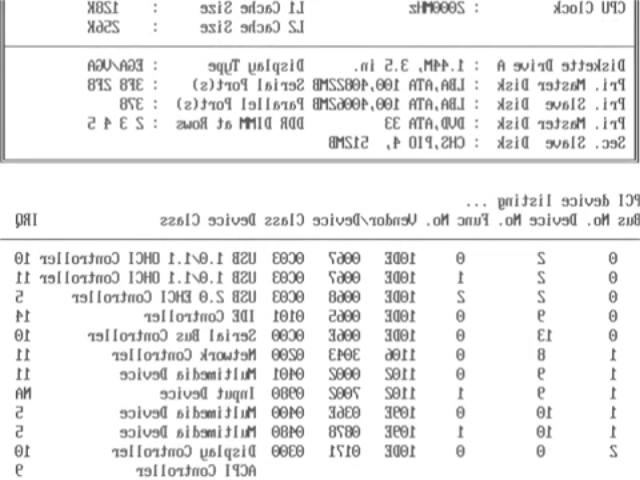 CPU Clock : 2000MHz L1 Cache Size : 128K
L2 Cache Size : 256K
Diskette Drive A : 1.44M, 3.5 in. Display Type : EGA/VGA
Pri. Master Disk : LBA,ATA 100,40822MB Serial Port(s) : 3F8 2F8
Pri. Slave Disk : LBA,ATA 100,40062MB Parallel Port(s) : 378
Pri. Master Disk : DVD,ATA 33 DDR DIMM at Rows : 2 3 4 5
Sec. Slave Disk : CHS,PIO 4, 512MB
PCI device listing ...
Bus No. Device No. Func No. Vendor/Device Class Device Class IRQ
0 2 0 10DE 0067 0C03 USB 1.0/1.1 OHCI Controller 10
0 2 1 10DE 0067 0C03 USB 1.0/1.1 OHCI Controller 11
0 2 2 10DE 0068 0C03 USB 2.0 EHCI Controller 5
0 9 0 10DE 0065 0101 IDE Controller 14
0 13 0 10DE 006E 0C00 Serial Bus Controller 10
1 8 0 1106 3043 0200 Network Controller 11
1 9 0 1102 0002 0401 Multimedia Device 11
1 9 1 1102 7002 0980 Input Device NA
1 10 0 109E 036E 0400 Multimedia Device 5
1 10 1 109E 0878 0480 Multimedia Device 5
2 0 0 10DE 0171 0300 Display Controller 10
ACPI Controller 9